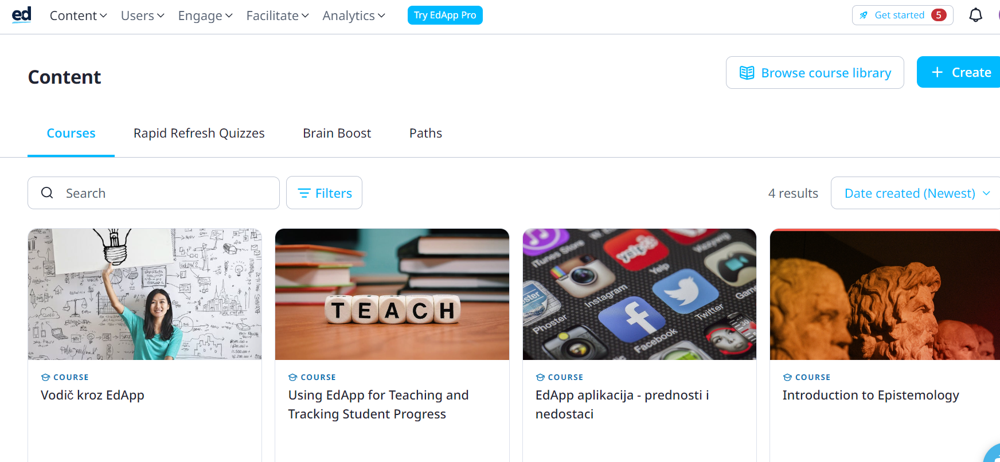 ed
Content Users Engage Facilitate Analytics Try EdApp Pro Get started 5
Content
Browse course library
+ Create
Courses Rapid Refresh Quizzes Brain Boost Paths
Search Filters 4 results Date created (Newest)
TEACH
iTunes Store
Yelp
Instagram
Phoster
Twitter
Facebook
CLOUD
COURSE
Vodič kroz EdApp
COURSE
Using EdApp for Teaching and
Tracking Student Progress
COURSE
EdApp aplikacija - prednosti i
nedostaci
COURSE
Introduction to Epistemology